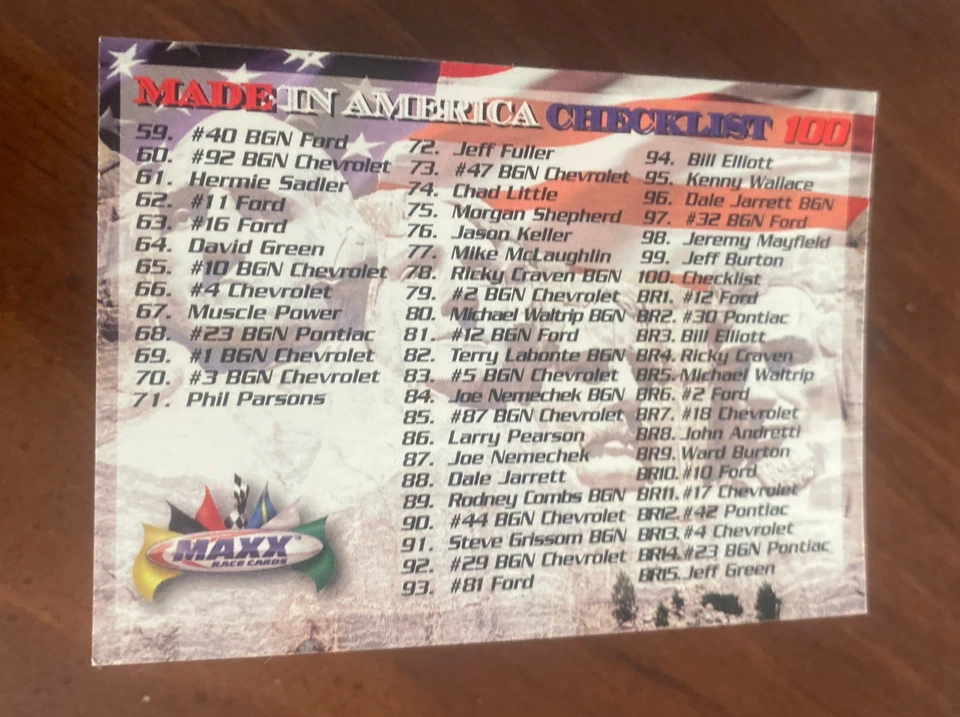 MADE IN AMERICA CHECKLIST 100
59. #40 BGN Ford
60. #92 BGN Chevrolet
61. Hermie Sadler
62. #11 Ford
63. #16 Ford
64. David Green
65. #10 BGN Chevrolet
66. #4 Chevrolet
67. Muscle Power
68. #23 BGN Pontiac
69. #1 BGN Chevrolet
70. #3 BGN Chevrolet
71. Phil Parsons
MAXX™
RACE CARDS
72. Jeff Fuller
73. #47 BGN Chevrolet
74. Chad Little
75. Morgan Shepherd
76. Jason Keller
77. Mike McLaughlin
78. Ricky Craven BGN
79. #2 BGN Chevrolet
80. Michael Waltrip BGN
81. #12 BGN Ford
82. Terry Labonte BGN
83. #5 BGN Chevrolet
84. Joe Nemechek BGN
85. #87 BGN Chevrolet
86. Larry Pearson
87. Joe Nemechek
88. Dale Jarrett
89. Rodney Combs BGN
90. #44 BGN Chevrolet
91. Steve Grissom BGN
92. #29 BGN Chevrolet
93. #81 Ford
94. Bill Elliott
95. Kenny Wallace
96. Dale Jarrett BGN
97. #32 BGN Ford
98. Jeremy Mayfield
99. Jeff Burton
100. Checklist
BR1. #12 Ford
BR2. #30 Pontiac
BR3. Bill Elliott
BR4. Ricky Craven
BR5. Michael Waltrip
BR6. #2 Ford
BR7. #18 Chevrolet
BR8. John Andretti
BR9. Ward Burton
BR10. #10 Ford
BR11. #17 Chevrolet
BR12. #42 Pontiac
BR13. #4 Chevrolet
BR14. #23 BGN Pontiac
BR15. Jeff Green